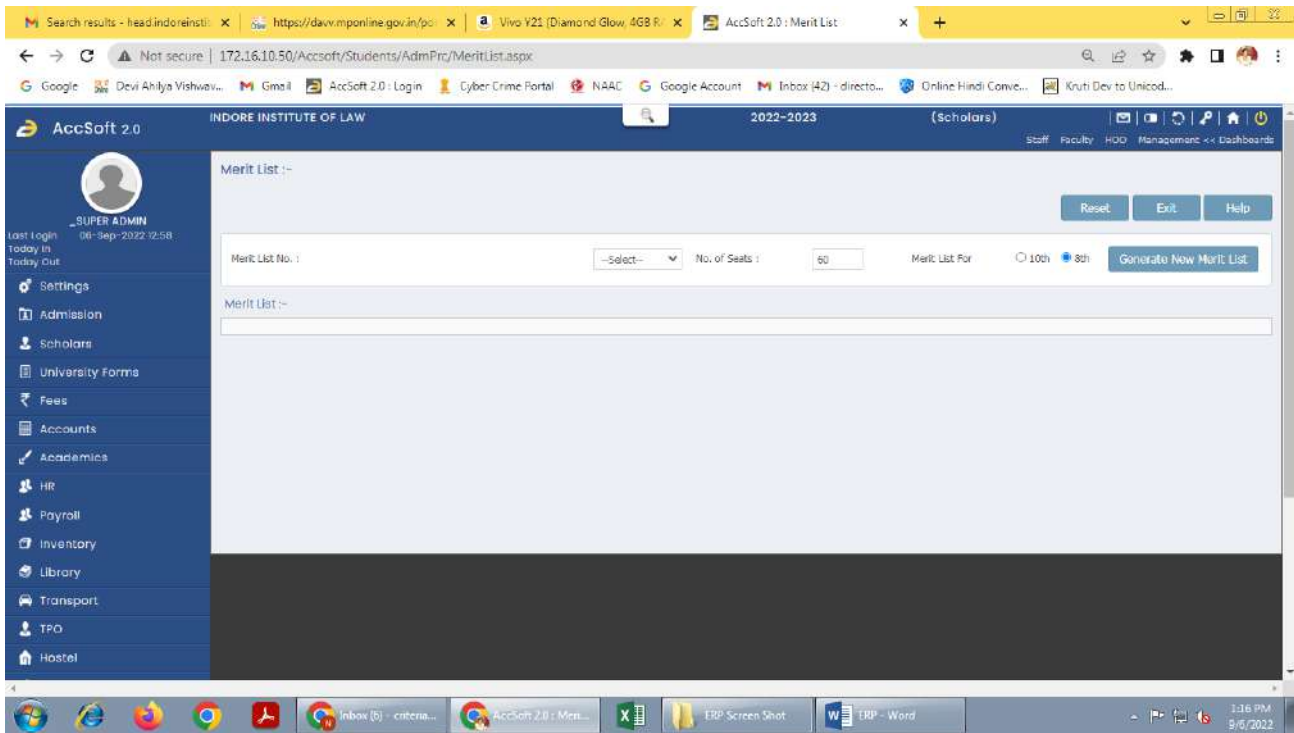 Search results - head.indoreinsti
https://davv.mponline.gov.in/po
Vivo Y21 (Diamond Glow, 4GB R
AccSoft 2.0 : Merit List
Not secure | 172.16.10.50/Accsoft/Students/AdmPrc/MeritList.aspx
Google
Devi Ahilya Vishwav...
Gmail
AccSoft 2.0 : Login
Cyber Crime Portal
NAAC
Google Account
Inbox (42) - directo...
Online Hindi Conve...
Kruti Dev to Unicod...
AccSoft 2.0
INDORE INSTITUTE OF LAW
2022-2023
(Scholars)
Staff Faculty HOD Management << Dashboards
_SUPER ADMIN
Last Login 06-Sep-2022 12:58
Today In
Today Out
Settings
Admission
Scholars
University Forms
Fees
Accounts
Academics
HR
Payroll
Inventory
Library
Transport
TPO
Hostel
Merit List :-
Reset
Exit
Help
Merit List No. :
--Select--
No. of Seats :
60
Merit List For
10th
8th
Generate New Merit List
Merit List :-
Inbox (6) - criteria...
AccSoft 2.0 : Meri...
ERP Screen Shot
ERP - Word
1:16 PM
9/6/2022